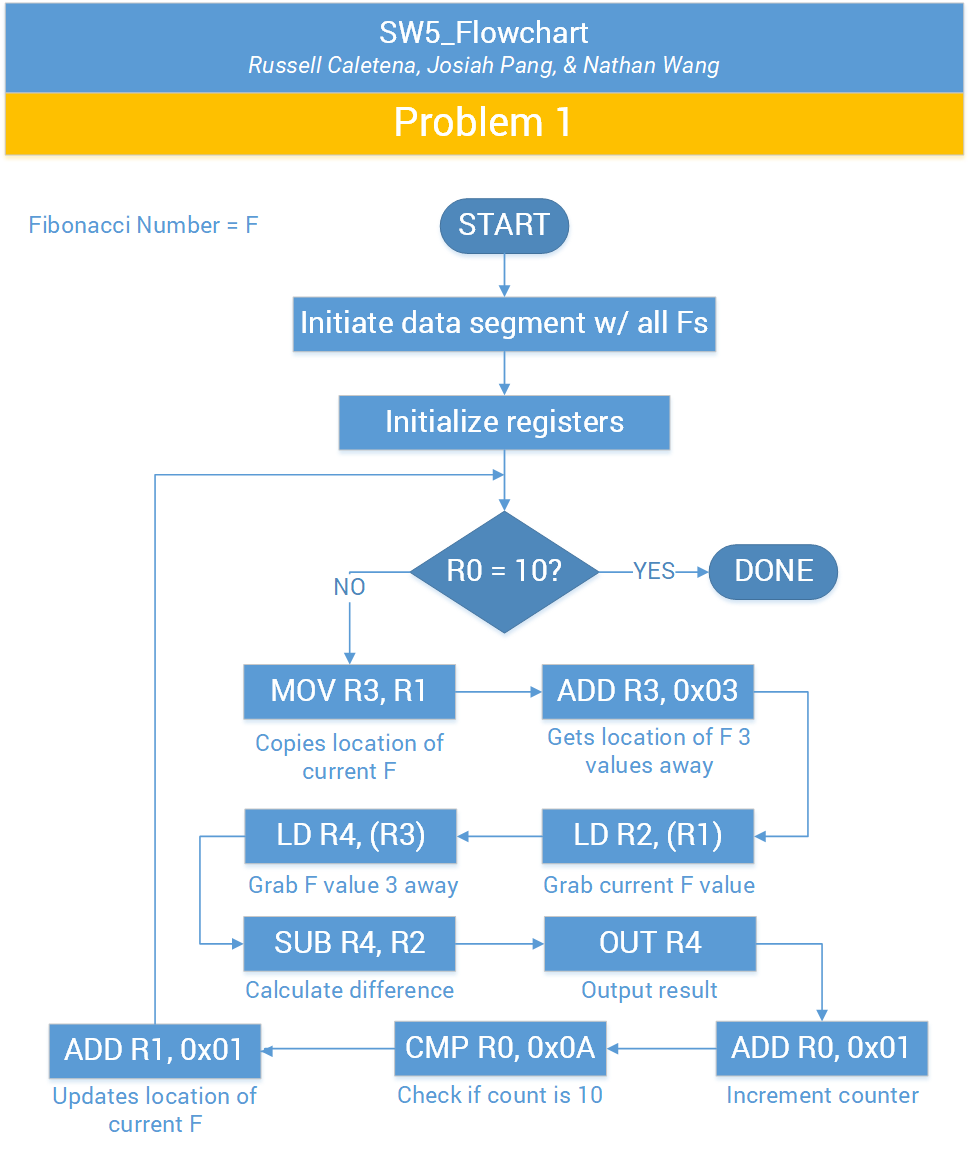 SW5_Flowchart
Russell Caletena, Josiah Pang, & Nathan Wang
Problem 1
Fibonacci Number = F
START
Initiate data segment w/ all Fs
Initialize registers
R0 = 10?
YES
DONE
NO
MOV R3, R1
Copies location of
current F
ADD R3, 0x03
Gets location of F 3
values away
LD R2, (R1)
Grab current F value
LD R4, (R3)
Grab F value 3 away
SUB R4, R2
Calculate difference
OUT R4
Output result
ADD R0, 0x01
Increment counter
CMP R0, 0x0A
Check if count is 10
ADD R1, 0x01
Updates location of
current F